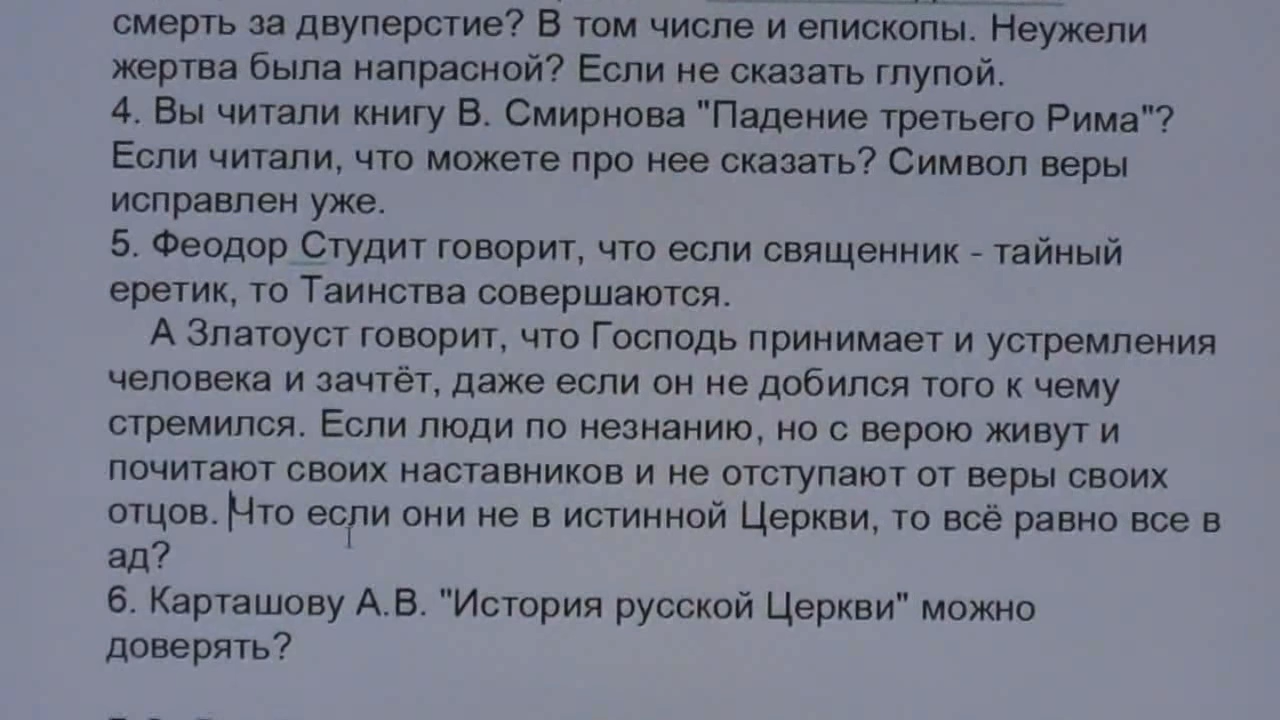 смерть за двуперстие? В том числе и епископы. Неужели
жертва была напрасной? Если не сказать глупой.
4. Вы читали книгу В. Смирнова "Падение третьего Рима"?
Если читали, что можете про нее сказать? Символ веры
исправлен уже.
5. Феодор Студит говорит, что если священник - тайный
еретик, то Таинства совершаются.
А Златоуст говорит, что Господь принимает и устремления
человека и зачтёт, даже если он не добился того к чему
стремился. Если люди по незнанию, но с верою живут и
почитают своих наставников и не отступают от веры своих
отцов. Что если они не в истинной Церкви, то всё равно все в
ад?
6. Карташову А.В. "История русской Церкви" можно
доверять?